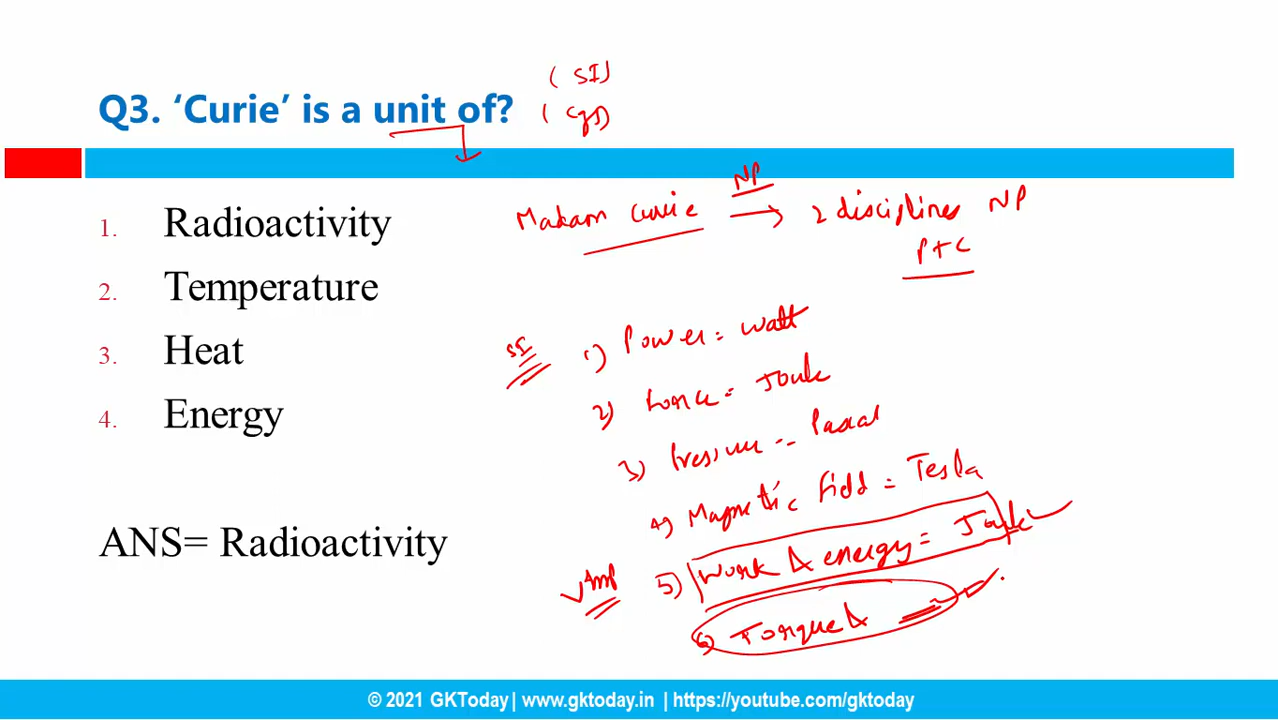 Q3. ‘Curie’ is a unit of?
( SI)
( cgs)
1. Radioactivity
2. Temperature
3. Heat
4. Energy
ANS= Radioactivity
NP
Madam Curie → 2 disciplines NP
P+C
SI
1) Power = watt
2) Force = Joule
3) Pressure = Pascal
4) Magnetic Field = Tesla
5) Work & energy = Joule
6) Torque &
© 2021 GKToday| www.gktoday.in | https://youtube.com/gktoday